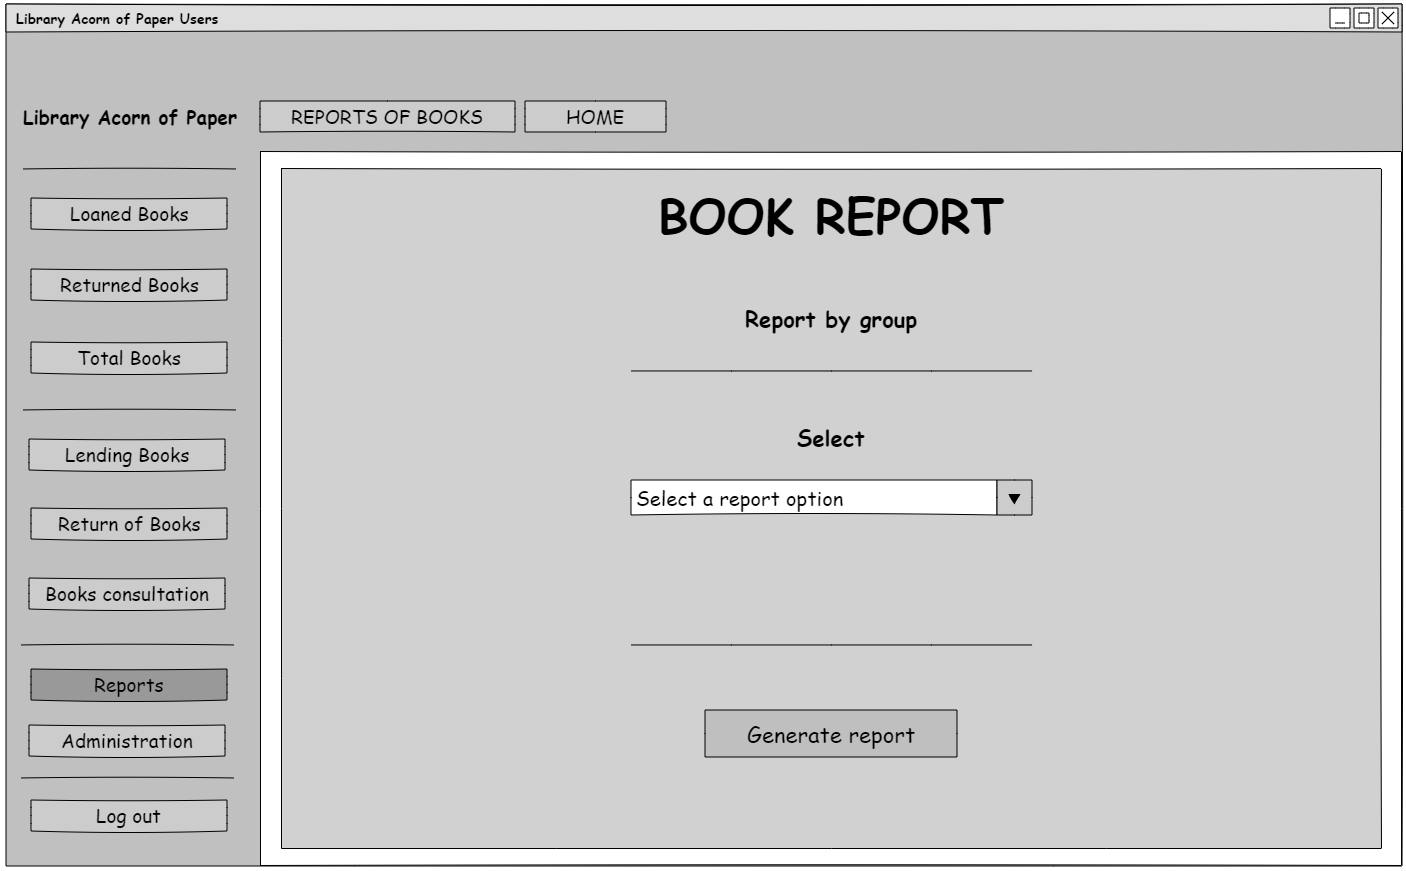 Library Acorn of Paper Users
Library Acorn of Paper
REPORTS OF BOOKS
HOME
Loaned Books
Returned Books
Total Books
Lending Books
Return of Books
Books consultation
Reports
Administration
Log out
BOOK REPORT
Report by group
Select
Select a report option
Generate report